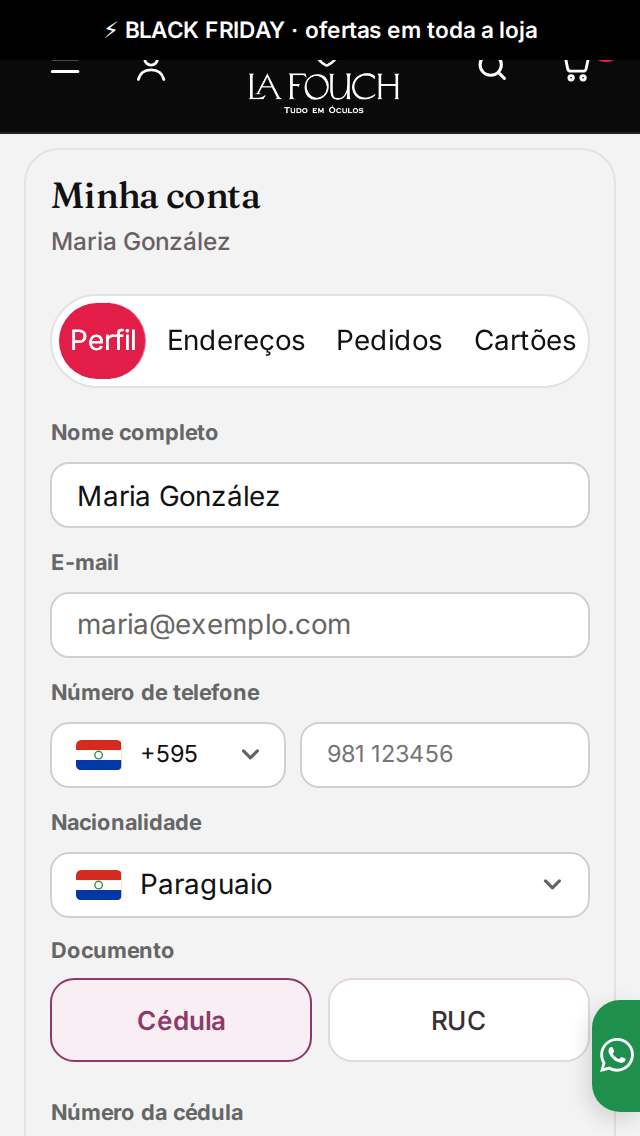 ⚡ BLACK FRIDAY · ofertas em toda a loja
LA FOUCH
TUDO EM ÓCULOS
Minha conta
Maria González
Perfil Endereços Pedidos Cartões
Nome completo
Maria González
E-mail
maria@exemplo.com
Número de telefone
+595 981 123456
Nacionalidade
Paraguaio
Documento
Cédula RUC
Número da cédula